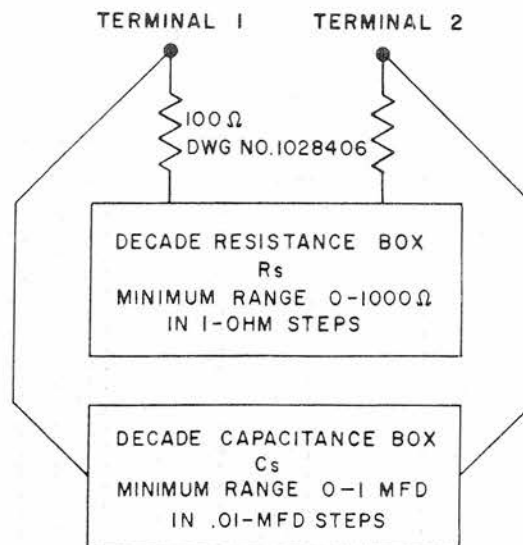 TERMINAL 1 TERMINAL 2
100 Ω
DWG NO. 1028406
DECADE RESISTANCE BOX
Rs
MINIMUM RANGE 0-1000Ω
IN 1-OHM STEPS
DECADE CAPACITANCE BOX
Cs
MINIMUM RANGE 0-1 MFD
IN .01-MFD STEPS